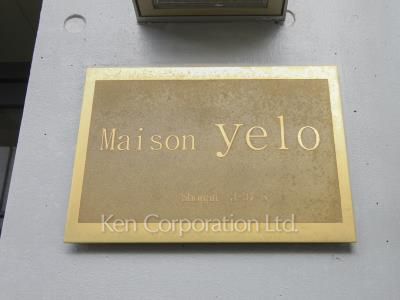 Maison yelo
Ken Corporation Ltd.